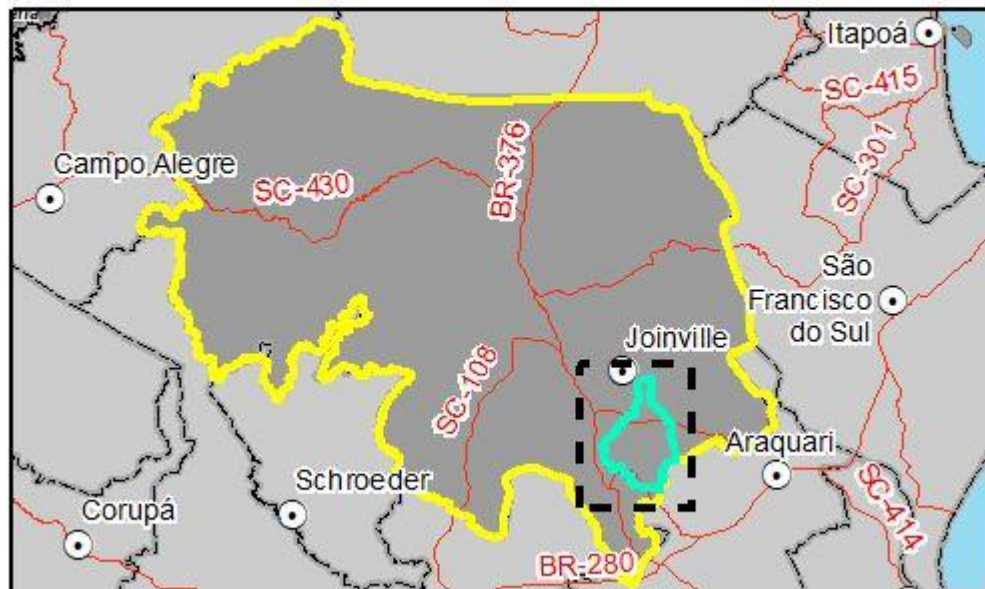 Itapoá
SC-415
SC-301
BR-376
Campo Alegre
SC-430
São
Francisco
do Sul
Joinville
SC-108
Araquari
Schroeder
SC-414
Corupá
BR-280